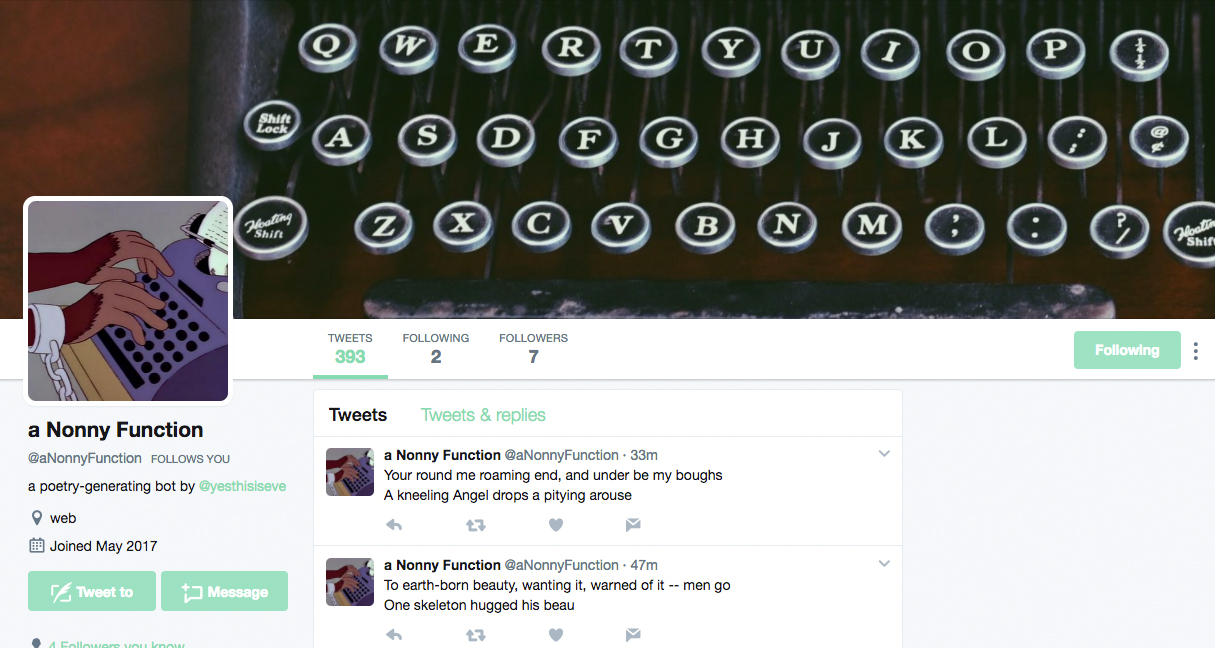 Q W E R T Y U I O P ¼ ½
Shift Lock A S D F G H J K L ; : @ ¢
Floating Shift Z X C V B N M , ; . : ? / Floating Shift
TWEETS FOLLOWING FOLLOWERS
393 2 7
Following
a Nonny Function
@aNonnyFunction FOLLOWS YOU
a poetry-generating bot by @yesthisiseve
web
Joined May 2017
Tweet to Message
4 Followers you know
Tweets Tweets & replies
a Nonny Function @aNonnyFunction · 33m
Your round me roaming end, and under be my boughs
A kneeling Angel drops a pitying arouse
a Nonny Function @aNonnyFunction · 47m
To earth-born beauty, wanting it, warned of it -- men go
One skeleton hugged his beau